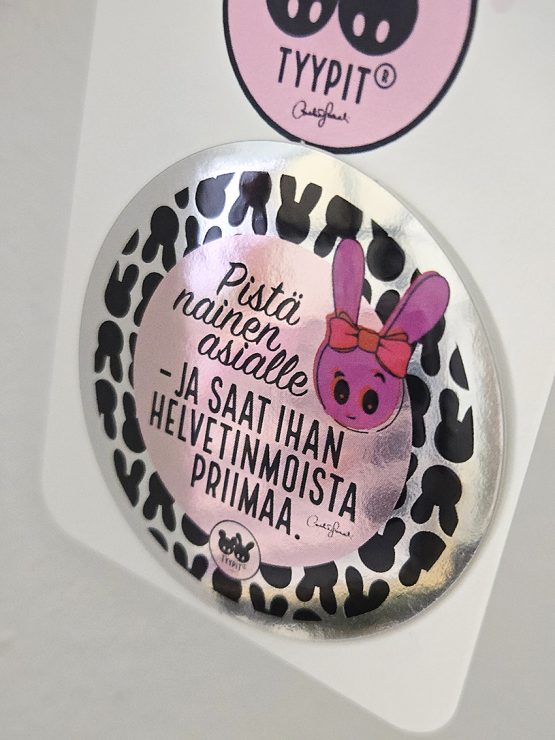 TYYPIT®
Pistä
nainen
asialle
-JA SAAT IHAN
HELVETINMOISTA
PRIIMAA.
TYYPIT®